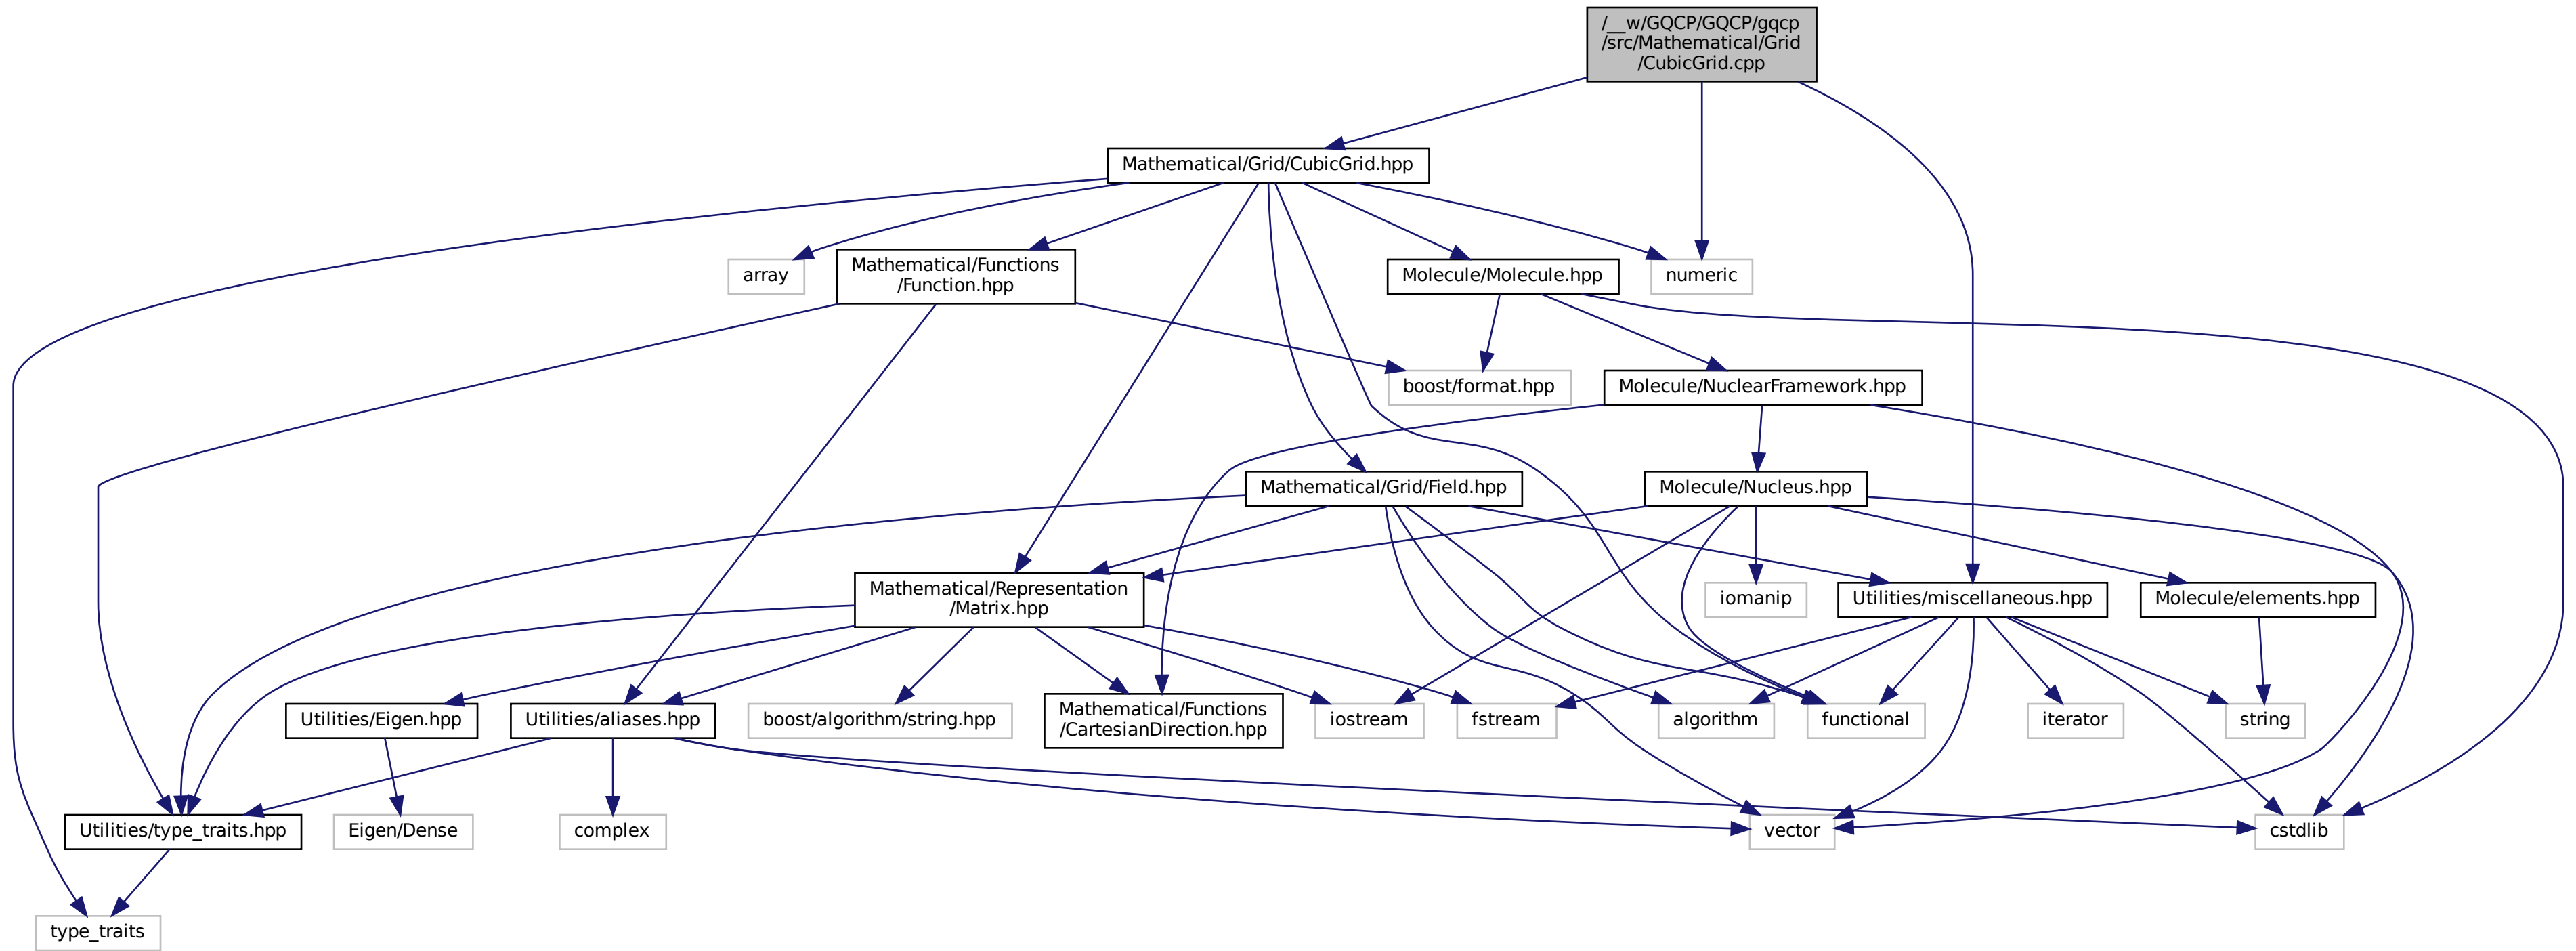 /__w/GQCP/GQCP/gqcp
/src/Mathematical/Grid
/CubicGrid.cpp
Mathematical/Grid/CubicGrid.hpp
array
Mathematical/Functions
/Function.hpp
Molecule/Molecule.hpp
numeric
boost/format.hpp
Molecule/NuclearFramework.hpp
Mathematical/Grid/Field.hpp
Molecule/Nucleus.hpp
Mathematical/Representation
/Matrix.hpp
iomanip
Utilities/miscellaneous.hpp
Molecule/elements.hpp
Utilities/Eigen.hpp
Utilities/aliases.hpp
boost/algorithm/string.hpp
Mathematical/Functions
/CartesianDirection.hpp
iostream
fstream
algorithm
functional
iterator
string
Utilities/type_traits.hpp
Eigen/Dense
complex
vector
cstdlib
type_traits